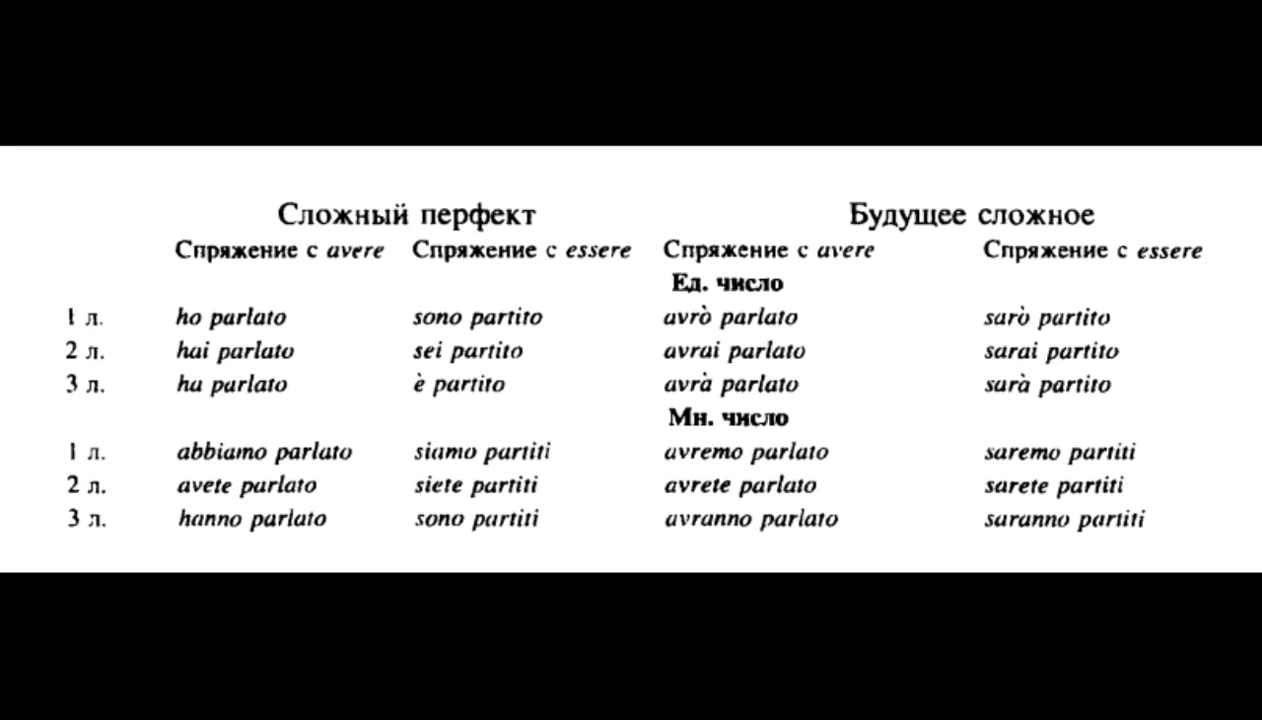 Сложный перфект Будущее сложное
Спряжение с avere Спряжение с essere Спряжение с avere Спряжение с essere
Ед. число
1 л. ho parlato sono partito avrò parlato sarò partito
2 л. hai parlato sei partito avrai parlato sarai partito
3 л. ha parlato è partito avrà parlato sarà partito
Мн. число
1 л. abbiamo parlato siamo partiti avremo parlato saremo partiti
2 л. avete parlato siete partiti avrete parlato sarete partiti
3 л. hanno parlato sono partiti avranno parlato saranno partiti